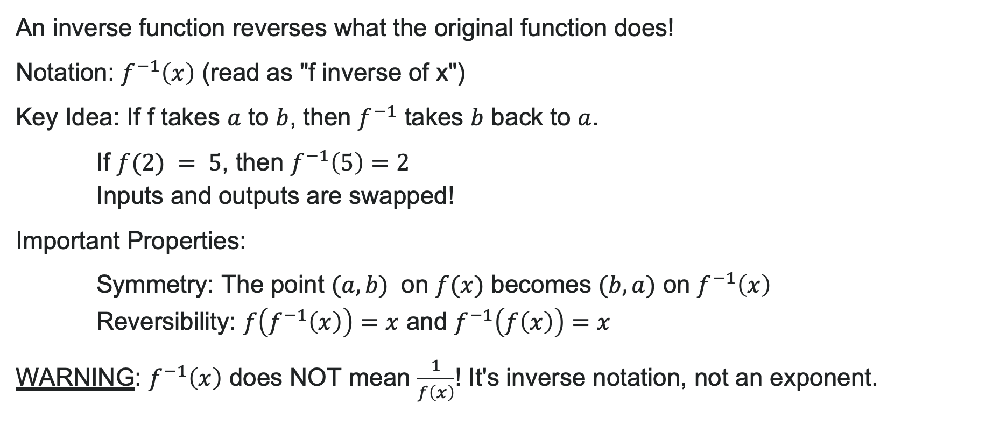 An inverse function reverses what the original function does!
Notation: f⁻¹(x) (read as "f inverse of x")
Key Idea: If f takes a to b, then f⁻¹ takes b back to a.
If f(2) = 5, then f⁻¹(5) = 2
Inputs and outputs are swapped!
Important Properties:
Symmetry: The point (a, b) on f(x) becomes (b, a) on f⁻¹(x)
Reversibility: f(f⁻¹(x)) = x and f⁻¹(f(x)) = x
WARNING: f⁻¹(x) does NOT mean 1/f(x)! It's inverse notation, not an exponent.